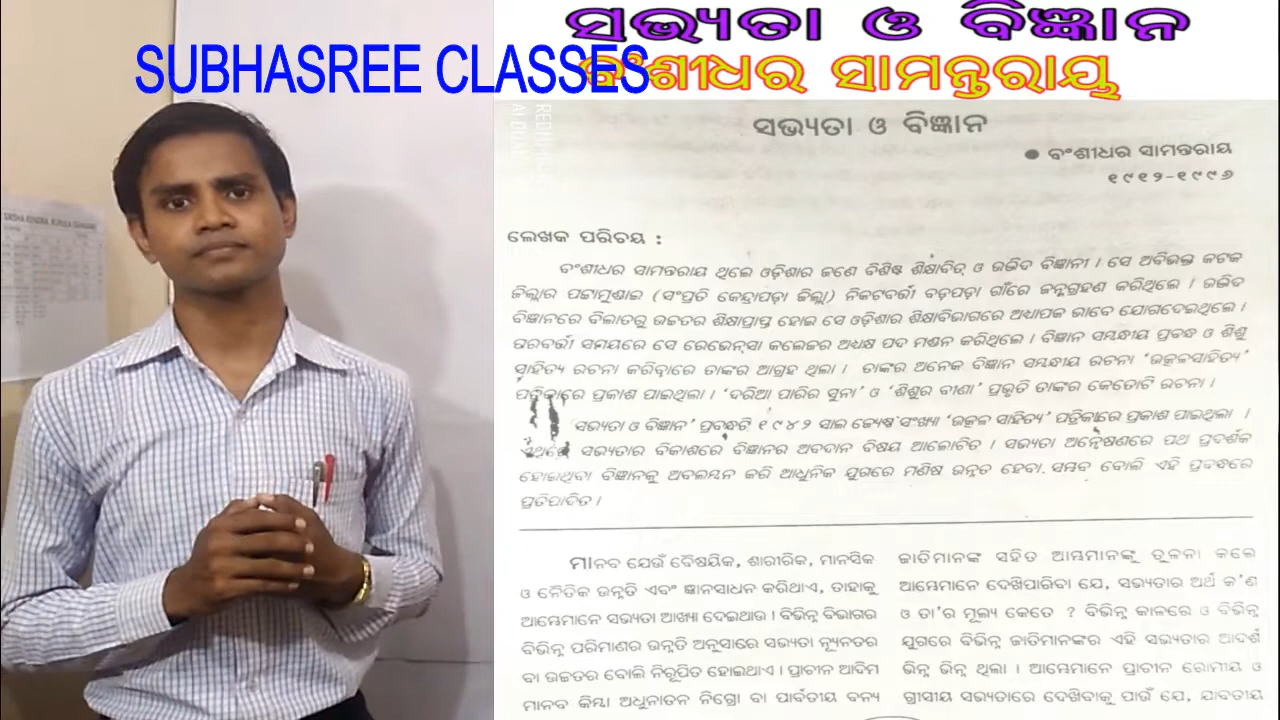 ସଭ୍ୟତା ଓ ବିଜ୍ଞାନ
SUBHASREE CLASSES
ବଂଶୀଧର ସାମନ୍ତରାୟ
ସଭ୍ୟତା ଓ ବିଜ୍ଞାନ
● ବଂଶୀଧର ସାମନ୍ତରାୟ
୧୯୧୨-୧୯୯୬
ଲେଖକ ପରିଚୟ :
ବଂଶୀଧର ସାମନ୍ତରାୟ ଥିଲେ ଓଡ଼ିଶାର ଜଣେ ବିଶିଷ୍ଟ ଶିକ୍ଷାବିତ୍ ଓ ଉଦ୍ଭିଦ ବିଜ୍ଞାନୀ । ସେ ଅବିଭକ୍ତ କଟକ
ଜିଲ୍ଲାର ପଟ୍ଟାମୁଣ୍ଡାଇ (ସଂପ୍ରତି କେନ୍ଦ୍ରାପଡ଼ା ଜିଲ୍ଲା) ନିକଟବର୍ତ୍ତୀ ବଡ଼ପଡ଼ା ଗାଁରେ ଜନ୍ମଗ୍ରହଣ କରିଥିଲେ । ଉଦ୍ଭିଦ
ବିଜ୍ଞାନରେ ବିଲାତରୁ ଉଚ୍ଚତର ଶିକ୍ଷାପ୍ରାପ୍ତ ହୋଇ ସେ ଓଡ଼ିଶାର ଶିକ୍ଷାବିଭାଗରେ ଅଧ୍ୟାପକ ଭାବେ ଯୋଗଦେଇଥିଲେ ।
ପରବର୍ତ୍ତୀ ସମୟରେ ସେ ରେଭେନ୍ସା କଲେଜର ଅଧ୍ୟକ୍ଷ ପଦ ମଣ୍ଡନ କରିଥିଲେ । ବିଜ୍ଞାନ ସମ୍ବନ୍ଧୀୟ ପ୍ରବନ୍ଧ ଓ ଶିଶୁ
ସାହିତ୍ୟ ରଚନା କରିବାରେ ତାଙ୍କର ଆଗ୍ରହ ଥିଲା । ତାଙ୍କର ଅନେକ ବିଜ୍ଞାନ ସମ୍ବନ୍ଧୀୟ ରଚନା 'ଉତ୍କଳସାହିତ୍ୟ'
ପତ୍ରିକାରେ ପ୍ରକାଶ ପାଇଥିଲା । 'ଦରିଆ ପାରିର ସୁନା' ଓ 'ଶିଶୁର ବୀଣା' ପ୍ରଭୃତି ତାଙ୍କର କେତୋଟି ରଚନା ।
ସଭ୍ୟତା ଓ ବିଜ୍ଞାନ' ପ୍ରବନ୍ଧଟି ୧୯୪୨ ସାଲ ଜ୍ୟେଷ୍ଠ ସଂଖ୍ୟା 'ଉତ୍କଳ ସାହିତ୍ୟ' ପତ୍ରିକାରେ ପ୍ରକାଶ ପାଇଥିଲା ।
ସଭ୍ୟତାର ବିକାଶରେ ବିଜ୍ଞାନର ଅବଦାନ ବିଷୟ ଆଲୋଚିତ । ସଭ୍ୟତା ଅନ୍ୱେଷଣରେ ପଥ ପ୍ରଦର୍ଶକ
ହୋଇଥିବା ବିଜ୍ଞାନକୁ ଅବଲମ୍ବନ କରି ଆଧୁନିକ ଯୁଗରେ ମଣିଷ ଉନ୍ନତ ହେବା ସମ୍ଭବ ବୋଲି ଏହି ପ୍ରବନ୍ଧରେ
ପ୍ରତିପାଦିତ ।
ମାନବ ଯେଉଁ ବୈଷୟିକ, ଶାରୀରିକ, ମାନସିକ
ଓ ନୈତିକ ଉନ୍ନତି ଏବଂ ଜ୍ଞାନସାଧନ କରିଥାଏ, ତାହାକୁ
ଆମ୍ଭେମାନେ ସଭ୍ୟତା ଆଖ୍ୟା ଦେଇଥାଉ । ବିଭିନ୍ନ ବିଭାଗର
ବିଭିନ୍ନ ପରିମାଣର ଉନ୍ନତି ଅନୁସାରେ ସଭ୍ୟତା ନ୍ୟୂନତର
ବା ଉଚ୍ଚତର ବୋଲି ନିରୂପିତ ହୋଇଥାଏ । ପ୍ରାଚୀନ ଆଦିମ
ମାନବ କିମ୍ବା ଅଧୁନାତନ ନିଗ୍ରୋ ବା ପାର୍ବତୀୟ ବନ୍ୟ
ଜାତିମାନଙ୍କ ସହିତ ଆମ୍ଭମାନଙ୍କୁ ତୁଳନା କଲେ
ଆମ୍ଭେମାନେ ଦେଖିପାରିବା ଯେ, ସଭ୍ୟତାର ଅର୍ଥ କ'ଣ
ଓ ତା'ର ମୂଲ୍ୟ କେତେ ? ବିଭିନ୍ନ କାଳରେ ଓ ବିଭିନ୍ନ
ଯୁଗରେ ବିଭିନ୍ନ ଜାତିମାନଙ୍କର ଏହି ସଭ୍ୟତାର ଆଦର୍ଶ
ଭିନ୍ନ ଭିନ୍ନ ଥିଲା । ଆମ୍ଭେମାନେ ପ୍ରାଚୀନ ରୋମୀୟ ଓ
ଗ୍ରୀସୀୟ ସଭ୍ୟତାରେ ଦେଖିବାକୁ ପାଉଁ ଯେ, ଯାବତୀୟ